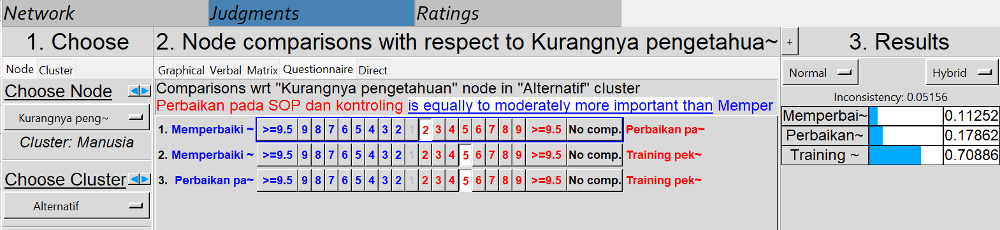 Network Judgments Ratings
1. Choose
2. Node comparisons with respect to Kurangnya pengetahua~
+ 3. Results
Node Cluster
Graphical Verbal Matrix Questionnaire Direct
Normal Hybrid
Choose Node
Comparisons wrt "Kurangnya pengetahuan" node in "Alternatif" cluster
Perbaikan pada SOP dan kontroling is equally to moderately more important than Memper
Inconsistency: 0.05156
Kurangnya peng~
Cluster: Manusia
Choose Cluster
Alternatif
1. Memperbaiki ~ >=9.5 9 8 7 6 5 4 3 2 1 2 3 4 5 6 7 8 9 >=9.5 No comp. Perbaikan pa~
2. Memperbaiki ~ >=9.5 9 8 7 6 5 4 3 2 1 2 3 4 5 6 7 8 9 >=9.5 No comp. Training pek~
3. Perbaikan pa~ >=9.5 9 8 7 6 5 4 3 2 1 2 3 4 5 6 7 8 9 >=9.5 No comp. Training pek~
Memperbai~ 0.11252
Perbaikan~ 0.17862
Training ~ 0.70886